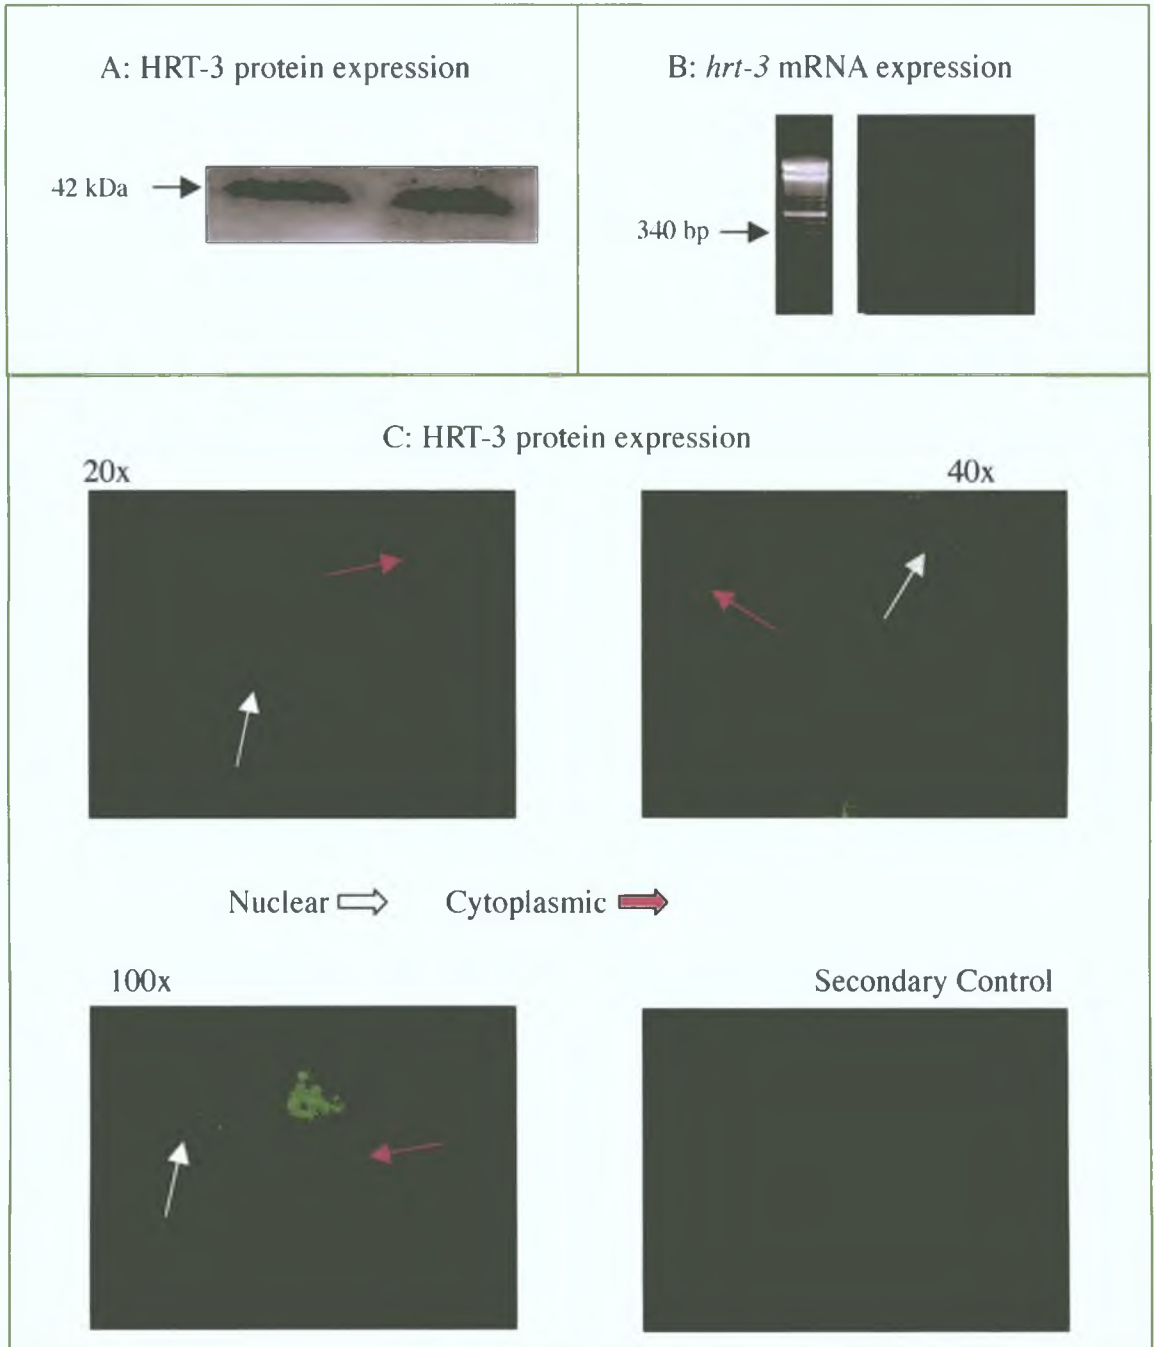 A: HRT-3 protein expression
42 kDa
B: hrt-3 mRNA expression
340 bp
C: HRT-3 protein expression
20x
40x
Nuclear
Cytoplasmic
100x
Secondary Control